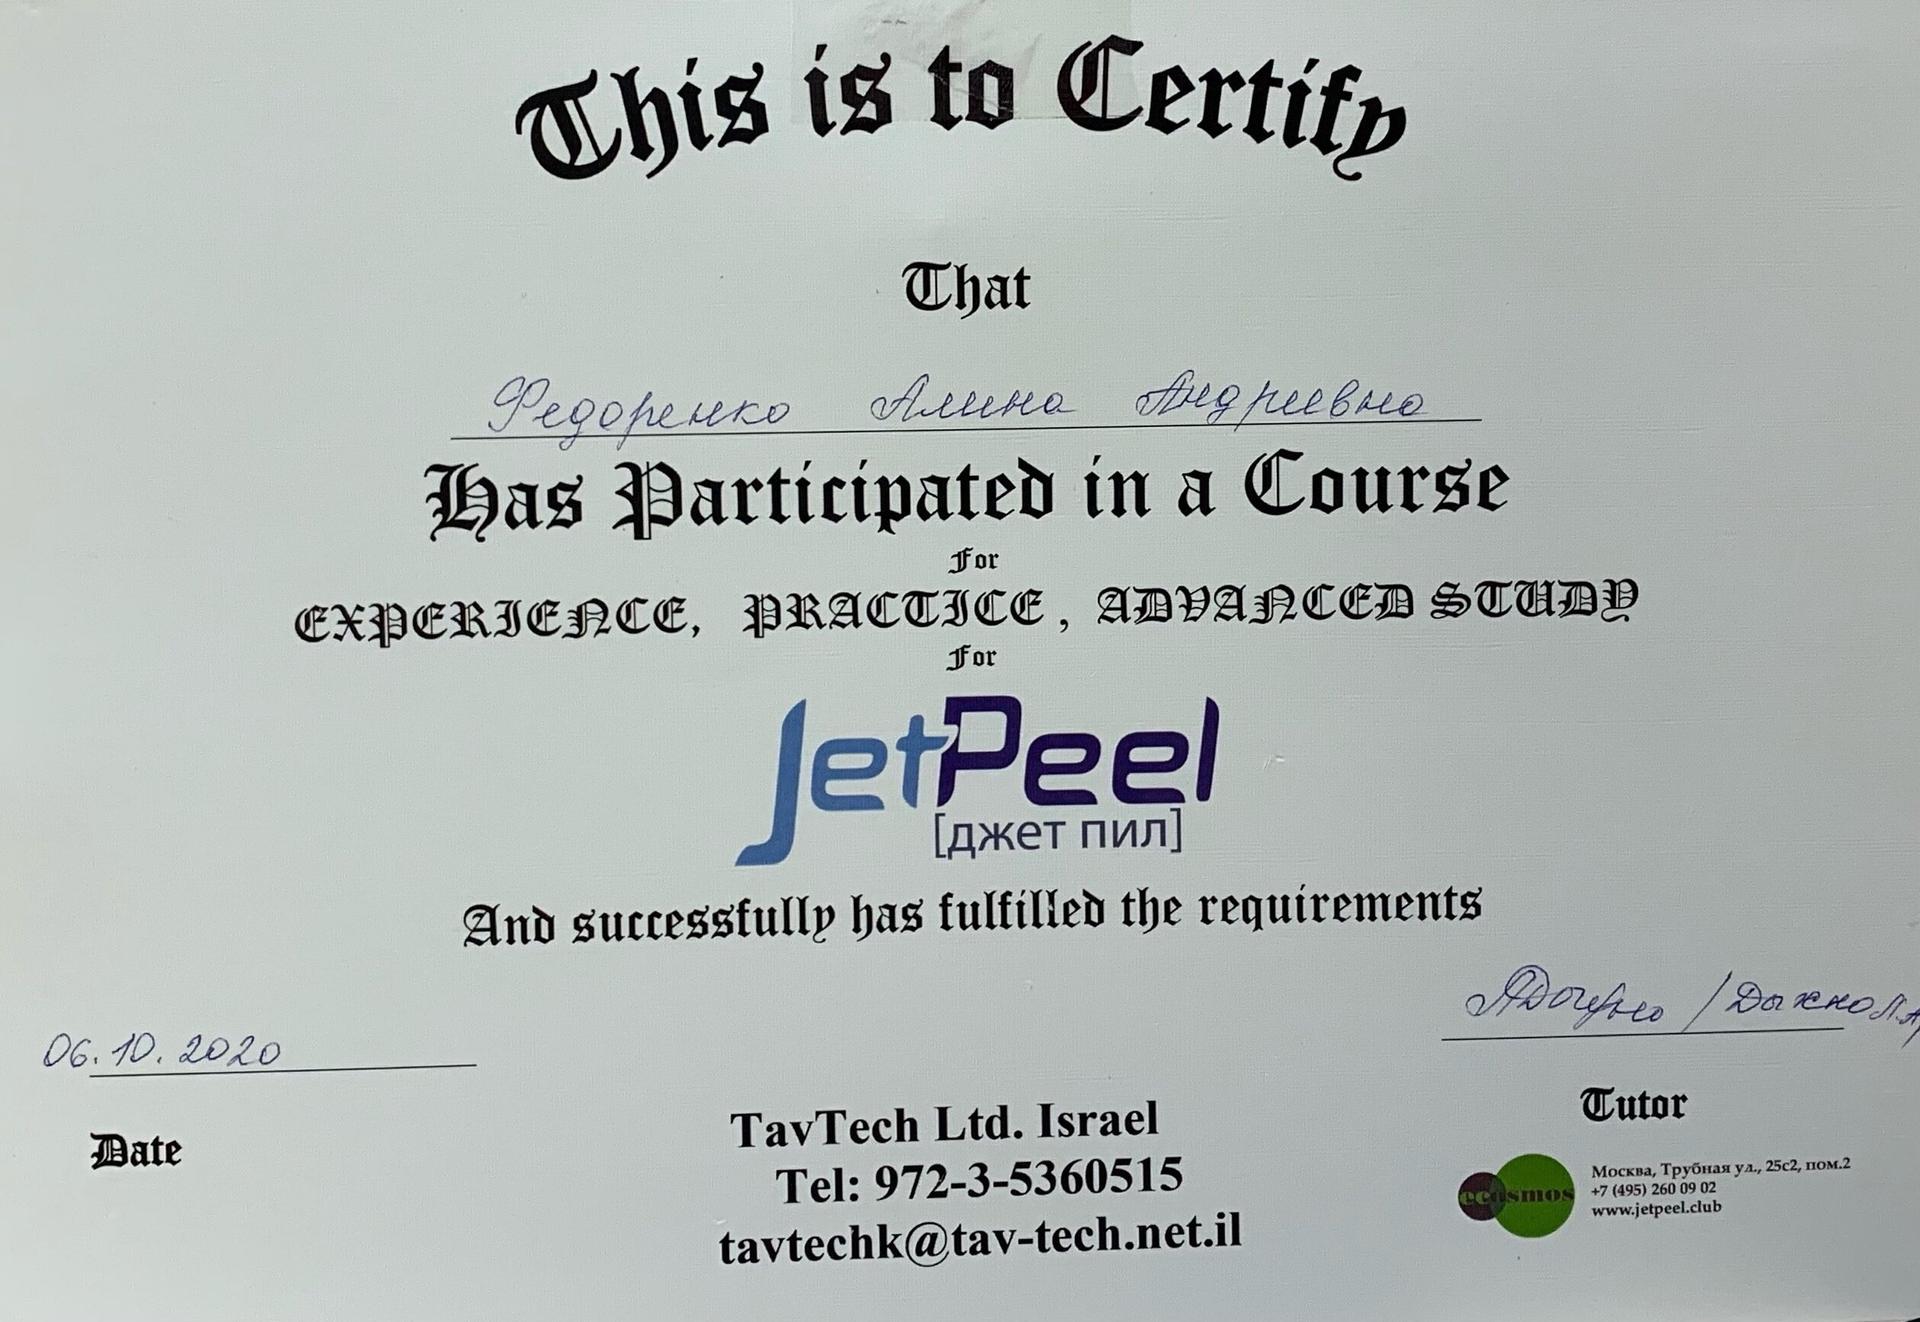 This is to Certify
That
Федоренко Алина Андреевна
Has Participated in a Course
For
EXPERIENCE, PRACTICE, ADVANCED STUDY
For
JetPeel
[джет пил]
And successfully has fulfilled the requirements
06.10.2020
Date
Tutor
TavTech Ltd. Israel
Tel: 972-3-5360515
tavtechk@tav-tech.net.il
Москва, Трубная ул., 25с2, пом.2
+7 (495) 260 09 02
www.jetpeel.club